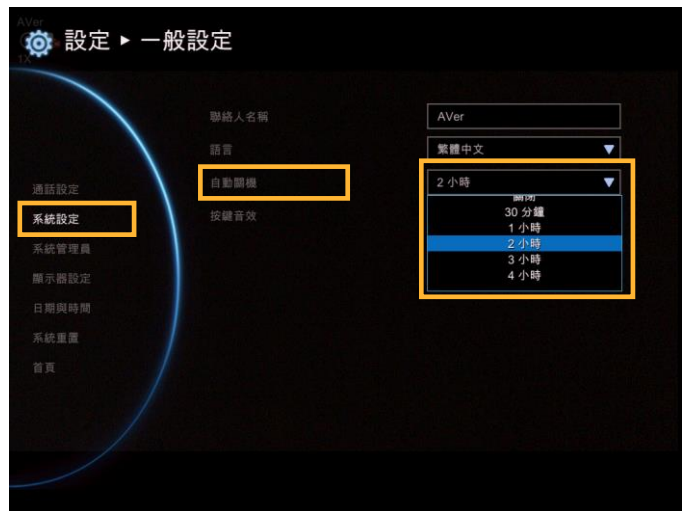 AVer
設定 ▸ 一般設定
1X
聯絡人名稱
AVer
語言
繁體中文
自動關機
2 小時
關閉
30 分鐘
1 小時
2 小時
3 小時
4 小時
按鍵音效
通話設定
系統設定
系統管理員
顯示器設定
日期與時間
系統重置
首頁